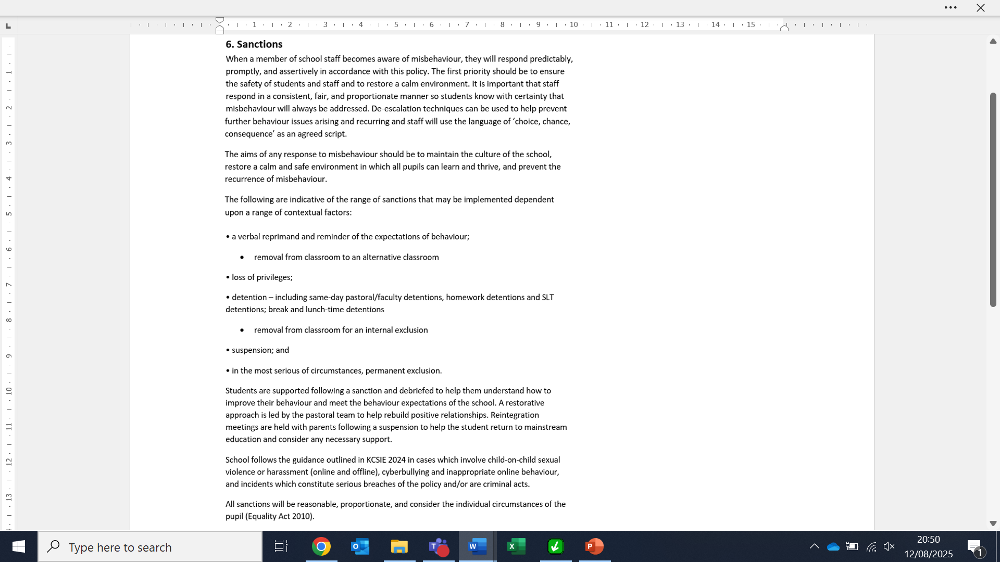 1 2 3 4 5 6 7 8 9 10 11 12 13 14 15
6. Sanctions
When a member of school staff becomes aware of misbehaviour, they will respond predictably,
promptly, and assertively in accordance with this policy. The first priority should be to ensure
the safety of students and staff and to restore a calm environment. It is important that staff
respond in a consistent, fair, and proportionate manner so students know with certainty that
misbehaviour will always be addressed. De-escalation techniques can be used to help prevent
further behaviour issues arising and recurring and staff will use the language of ‘choice, chance,
consequence’ as an agreed script.
The aims of any response to misbehaviour should be to maintain the culture of the school,
restore a calm and safe environment in which all pupils can learn and thrive, and prevent the
recurrence of misbehaviour.
The following are indicative of the range of sanctions that may be implemented dependent
upon a range of contextual factors:
• a verbal reprimand and reminder of the expectations of behaviour;
• removal from classroom to an alternative classroom
• loss of privileges;
• detention – including same-day pastoral/faculty detentions, homework detentions and SLT
detentions; break and lunch-time detentions
• removal from classroom for an internal exclusion
• suspension; and
• in the most serious of circumstances, permanent exclusion.
Students are supported following a sanction and debriefed to help them understand how to
improve their behaviour and meet the behaviour expectations of the school. A restorative
approach is led by the pastoral team to help rebuild positive relationships. Reintegration
meetings are held with parents following a suspension to help the student return to mainstream
education and consider any necessary support.
School follows the guidance outlined in KCSIE 2024 in cases which involve child-on-child sexual
violence or harassment (online and offline), cyberbullying and inappropriate online behaviour,
and incidents which constitute serious breaches of the policy and/or are criminal acts.
All sanctions will be reasonable, proportionate, and consider the individual circumstances of the
pupil (Equality Act 2010).
1
2
3
4
5
6
7
8
9
10
11
12
13
Type here to search
O
T
W
X
P
20:50
12/08/2025
1